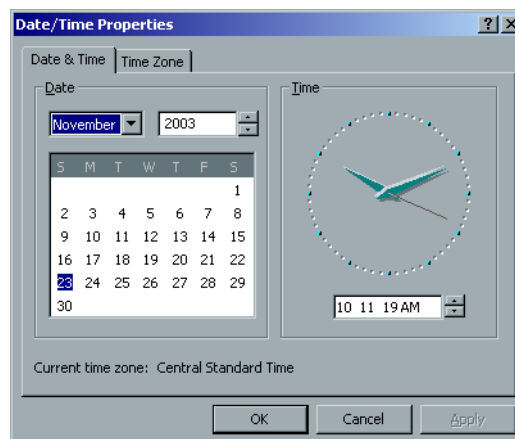 Date/Time Properties
Date & Time Time Zone
Date
November 2003
S M T W T F S
1
2 3 4 5 6 7 8
9 10 11 12 13 14 15
16 17 18 19 20 21 22
23 24 25 26 27 28 29
30
Time
10 11 19 AM
Current time zone: Central Standard Time
OK Cancel Apply